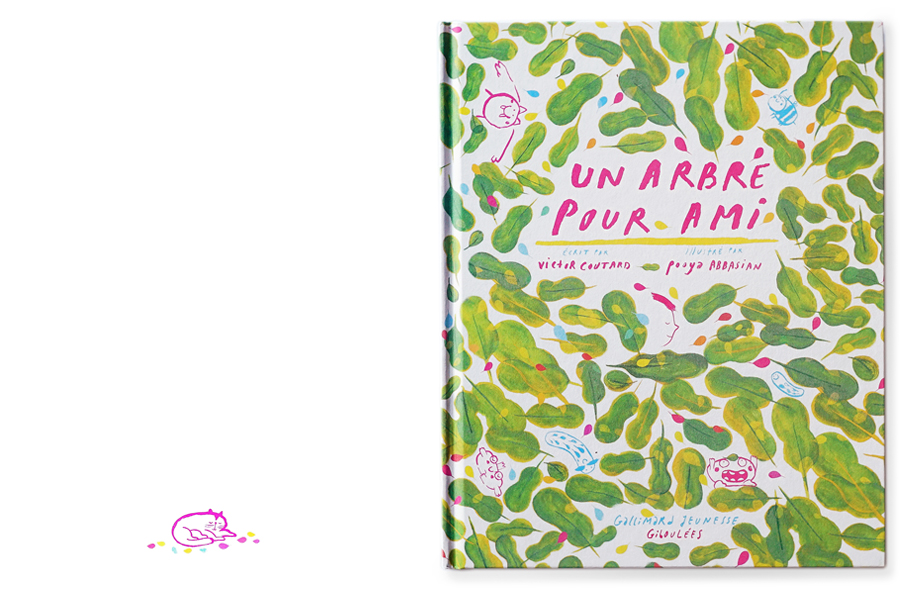 UN ARBRE
POUR AMI
ÉCRIT PAR
VICTOR COUTARD
ILLUSTRÉ PAR
POOYA ABBASIAN
GALLIMARD JEUNESSE
GIBOULÉES